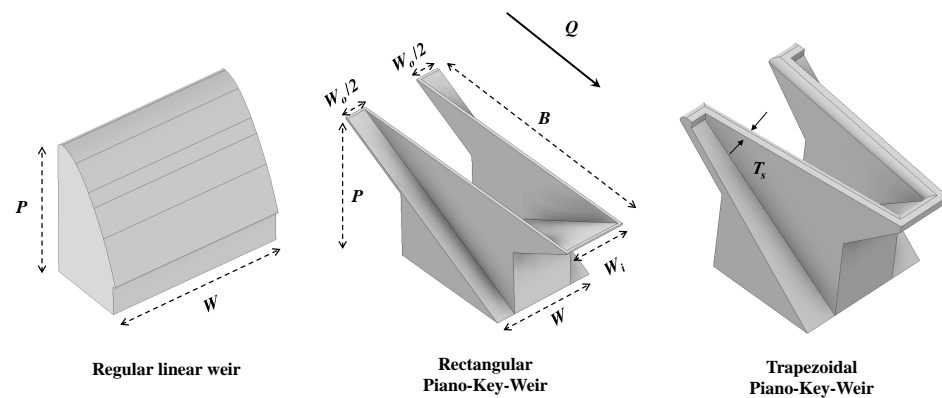 Q
W_o/2
W_o/2
B
P
P
T_s
W_i
W
W
Regular linear weir
Rectangular
Piano-Key-Weir
Trapezoidal
Piano-Key-Weir